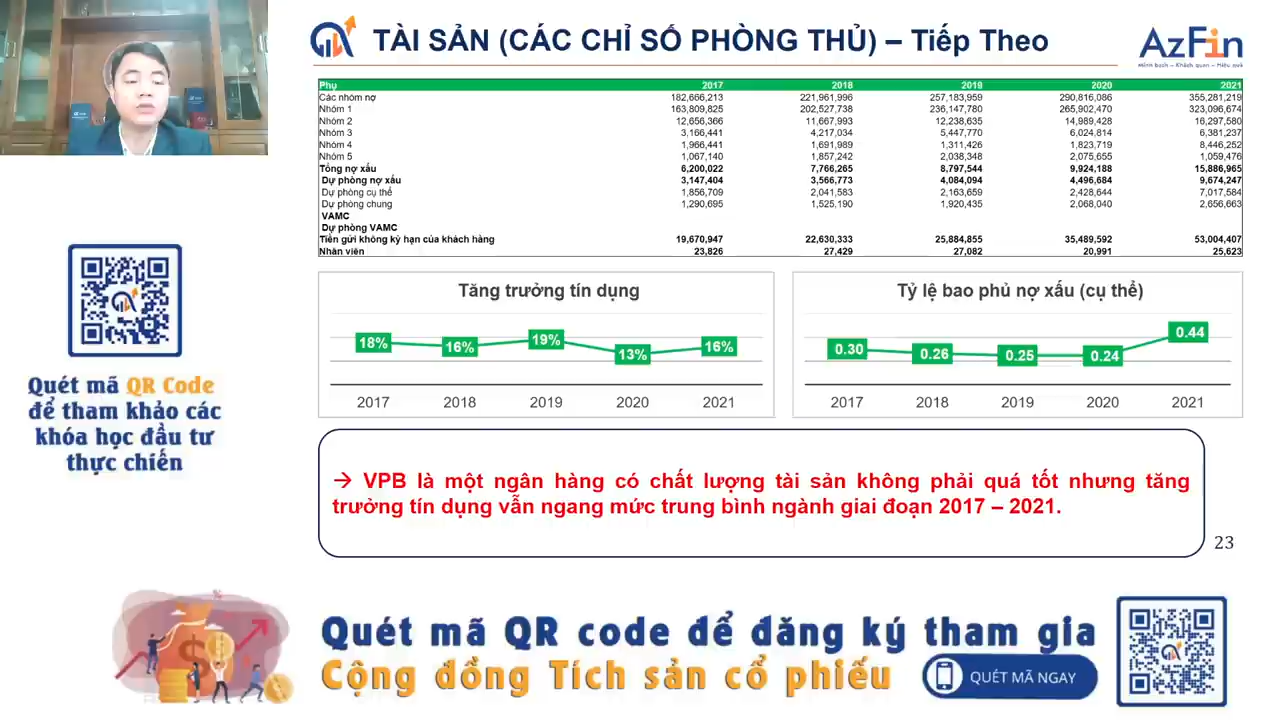 TÀI SẢN (CÁC CHỈ SỐ PHÒNG THỦ) – Tiếp Theo
AzFin
Minh bạch – Khách quan – Hiệu quả
Phụ 2017 2018 2019 2020 2021
Các nhóm nợ 182,666,213 221,961,996 257,183,959 290,816,086 355,281,219
Nhóm 1 163,809,825 202,527,738 236,147,780 265,902,470 323,096,674
Nhóm 2 12,656,366 11,667,993 12,238,635 14,989,428 16,297,580
Nhóm 3 3,166,441 4,217,034 5,447,770 6,024,814 6,381,237
Nhóm 4 1,966,441 1,691,989 1,311,426 1,823,719 8,446,252
Nhóm 5 1,067,140 1,857,242 2,038,348 2,075,655 1,059,476
Tổng nợ xấu 6,200,022 7,766,265 8,797,544 9,924,188 15,886,965
Dự phòng nợ xấu 3,147,404 3,566,773 4,084,094 4,496,684 9,674,247
Dự phòng cụ thể 1,856,709 2,041,583 2,163,659 2,428,644 7,017,584
Dự phòng chung 1,290,695 1,525,190 1,920,435 2,068,040 2,656,663
VAMC
Dự phòng VAMC
Tiền gửi không kỳ hạn của khách hàng 19,670,947 22,630,333 25,884,855 35,489,592 53,004,407
Nhân viên 23,826 27,429 27,082 20,991 25,623
Tăng trưởng tín dụng
18% 16% 19% 13% 16%
2017 2018 2019 2020 2021
Tỷ lệ bao phủ nợ xấu (cụ thể)
0.30 0.26 0.25 0.24 0.44
2017 2018 2019 2020 2021
Quét mã QR Code
để tham khảo các
khóa học đầu tư
thực chiến
→ VPB là một ngân hàng có chất lượng tài sản không phải quá tốt nhưng tăng
trưởng tín dụng vẫn ngang mức trung bình ngành giai đoạn 2017 – 2021.
23
Quét mã QR code để đăng ký tham gia
Cộng đồng Tích sản cổ phiếu
QUÉT MÃ NGAY